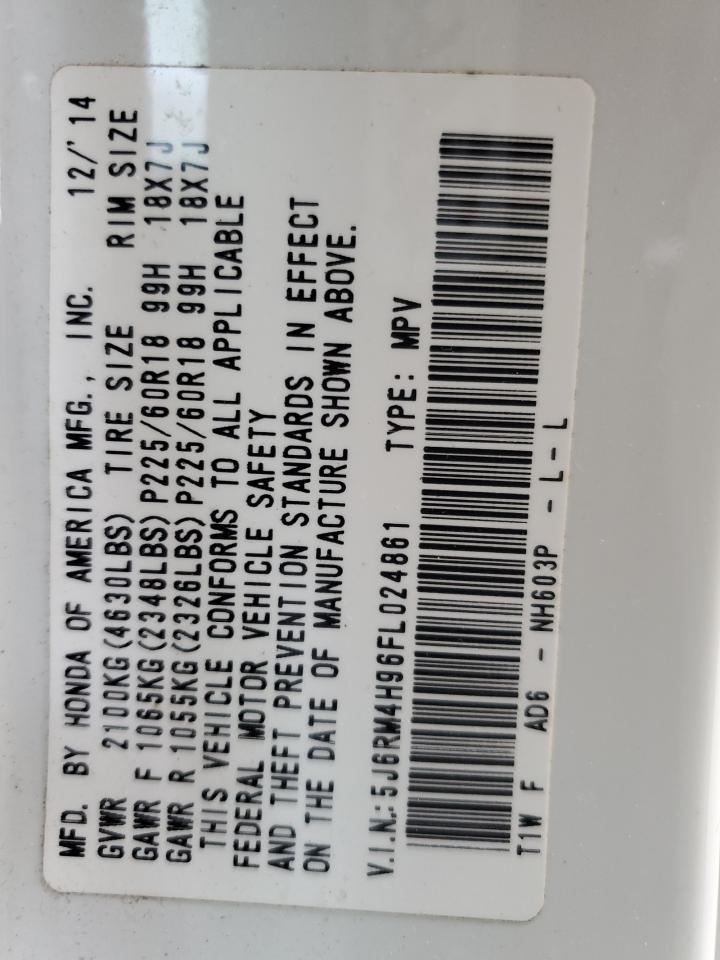 MFD. BY HONDA OF AMERICA MFG., INC. 12/'14
GVWR 2100KG(4630LBS) TIRE SIZE RIM SIZE
GAWR F 1065KG(2348LBS) P225/60R18 99H 18X7J
GAWR R 1055KG(2326LBS) P225/60R18 99H 18X7J
THIS VEHICLE CONFORMS TO ALL APPLICABLE
FEDERAL MOTOR VEHICLE SAFETY
AND THEFT PREVENTION STANDARDS IN EFFECT
ON THE DATE OF MANUFACTURE SHOWN ABOVE.
V.I.N.: 5J6RM4H96FL024861 TYPE: MPV
T1W F AD6 - NH603P - L - L